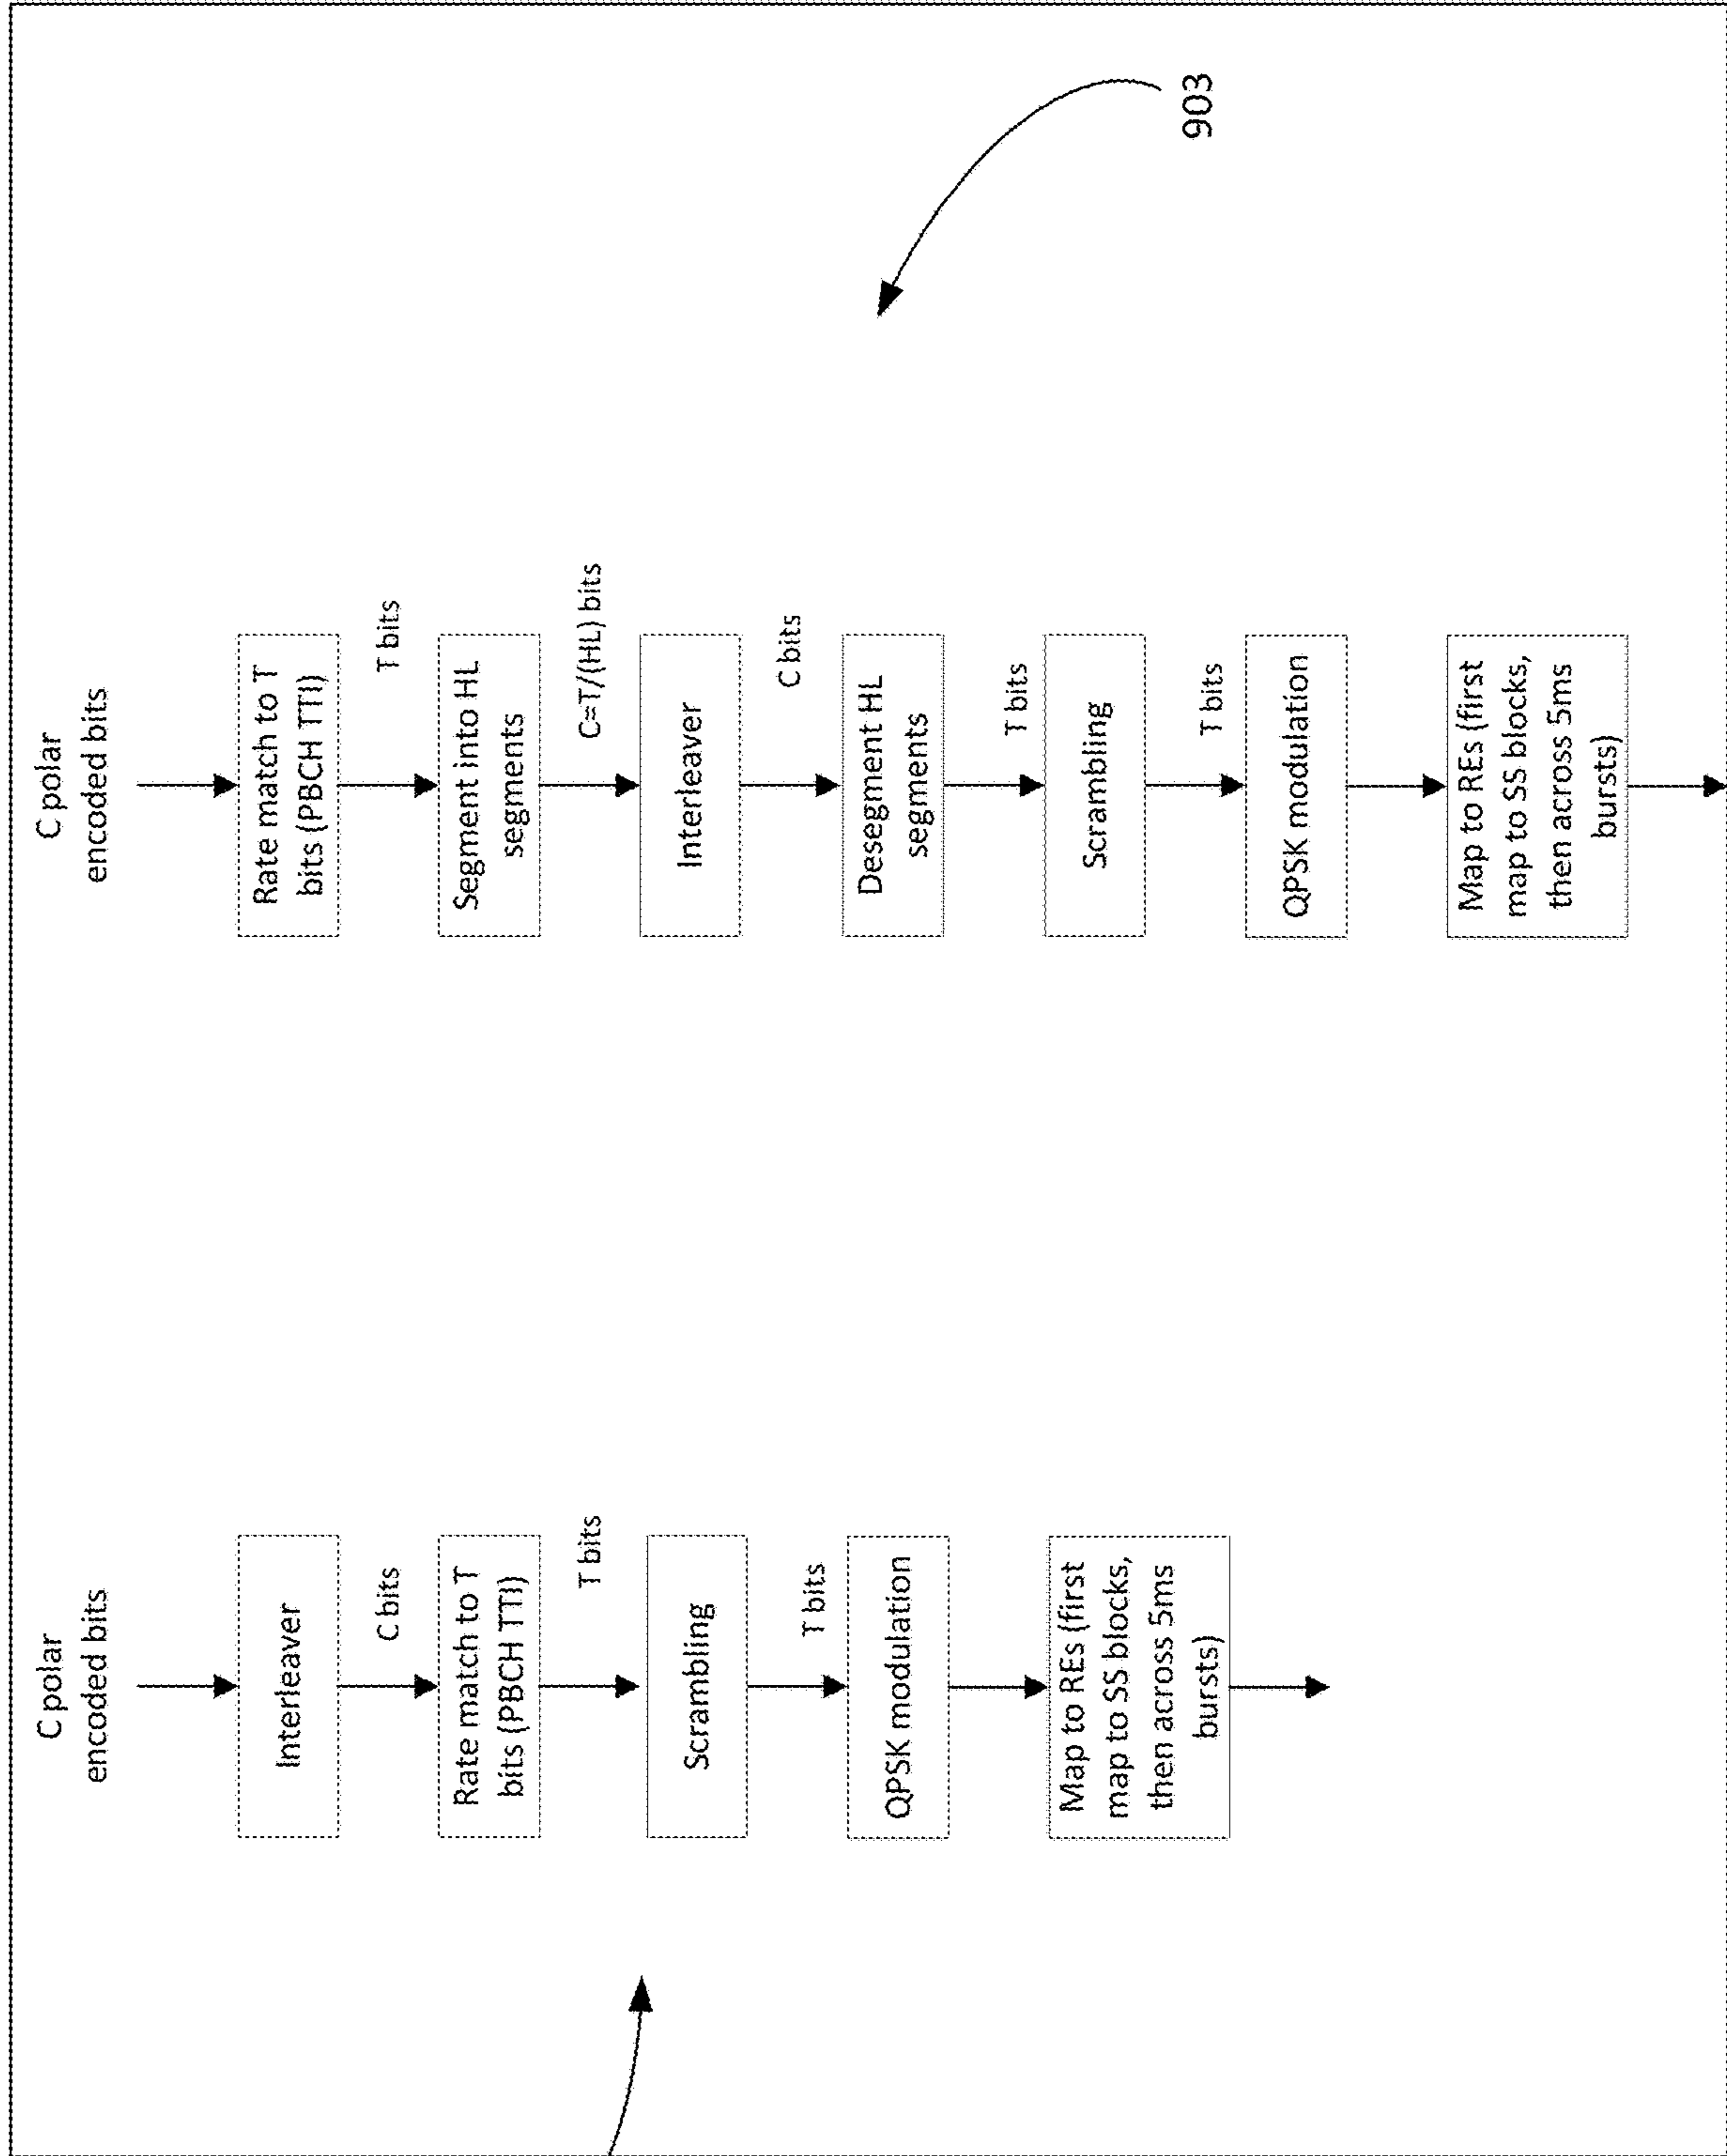 C polar
encoded bits
Interleaver
C bits
Rate match to T
bits (PBCH TTI)
T bits
Scrambling
T bits
QPSK modulation
Map to REs (first
map to SS blocks,
then across 5ms
bursts)
C polar
encoded bits
Rate match to T
bits (PBCH TTI)
T bits
Segment into HL
segments
C=T/(HL) bits
Interleaver
C bits
Desegment HL
segments
T bits
Scrambling
T bits
QPSK modulation
Map to REs (first
map to SS blocks,
then across 5ms
bursts)
903